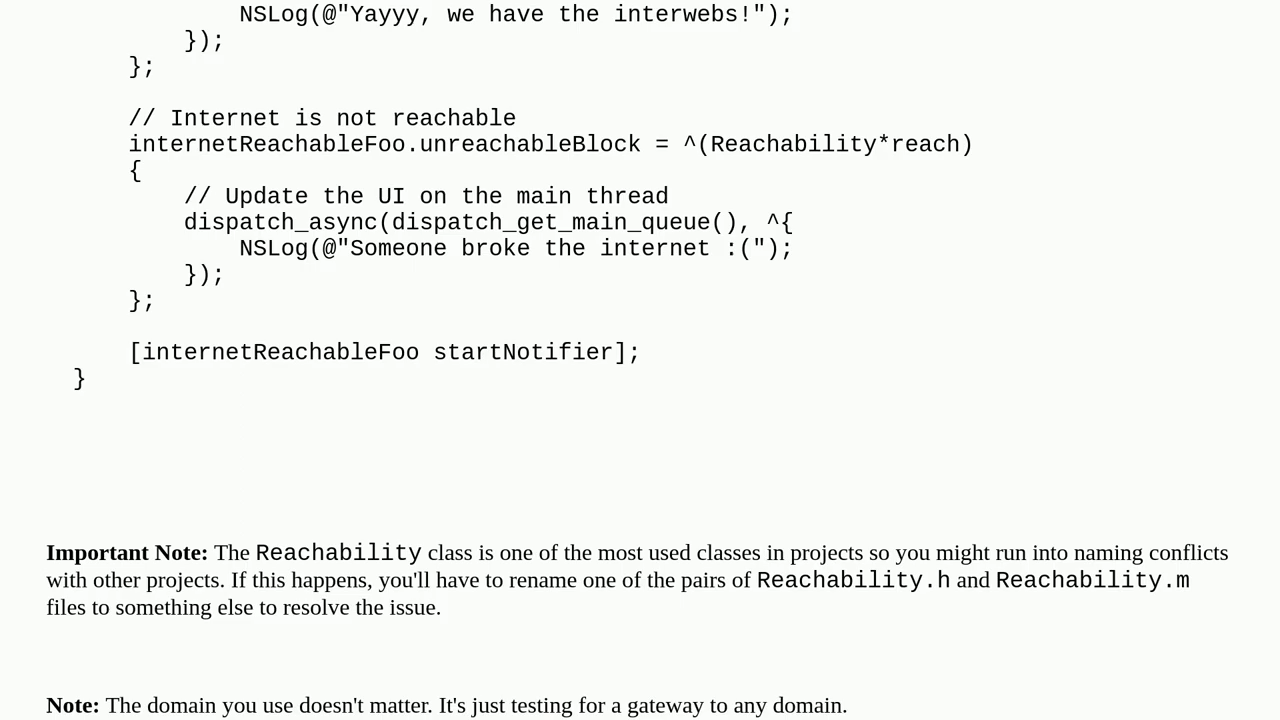 NSLog(@"Yayyy, we have the interwebs!");
});
};
// Internet is not reachable
internetReachableFoo.unreachableBlock = ^(Reachability*reach)
{
// Update the UI on the main thread
dispatch_async(dispatch_get_main_queue(), ^{
NSLog(@"Someone broke the internet :(");
});
};
[internetReachableFoo startNotifier];
}
Important Note: The Reachability class is one of the most used classes in projects so you might run into naming conflicts
with other projects. If this happens, you'll have to rename one of the pairs of Reachability.h and Reachability.m
files to something else to resolve the issue.
Note: The domain you use doesn't matter. It's just testing for a gateway to any domain.